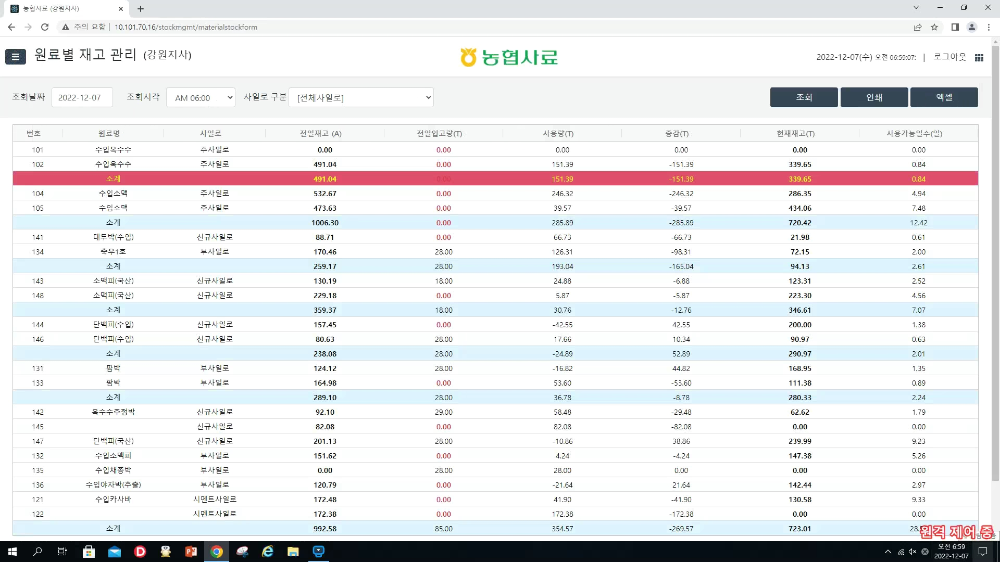 농협사료 (강원지사)
주의 요함 | 10.101.70.16/stockmgmt/materialstockform
원료별 재고 관리 (강원지사)
농협사료
2022-12-07(수) 오전 06:59:07: | 로그아웃
조회날짜 2022-12-07 조회시각 AM 06:00 사일로 구분 [전체사일로] 조회 인쇄 엑셀
번호 원료명 사일로 전일재고 (A) 전일입고량(T) 사용량(T) 증감(T) 현재재고(T) 사용가능일수(일)
101 수입옥수수 주사일로 0.00 0.00 0.00 0.00 0.00 0.00
102 수입옥수수 주사일로 491.04 0.00 151.39 -151.39 339.65 0.84
소계 491.04 0.00 151.39 -151.39 339.65 0.84
104 수입소맥 주사일로 532.67 0.00 246.32 -246.32 286.35 4.94
105 수입소맥 주사일로 473.63 0.00 39.57 -39.57 434.06 7.48
소계 1006.30 0.00 285.89 -285.89 720.42 12.42
141 대두박(수입) 신규사일로 88.71 0.00 66.73 -66.73 21.98 0.61
134 축우1호 부사일로 170.46 28.00 126.31 -98.31 72.15 2.00
소계 259.17 28.00 193.04 -165.04 94.13 2.61
143 소맥피(국산) 신규사일로 130.19 18.00 24.88 -6.88 123.31 2.52
148 소맥피(국산) 신규사일로 229.18 0.00 5.87 -5.87 223.30 4.56
소계 359.37 18.00 30.76 -12.76 346.61 7.07
144 단백피(수입) 신규사일로 157.45 0.00 -42.55 42.55 200.00 1.38
146 단백피(수입) 신규사일로 80.63 28.00 17.66 10.34 90.97 0.63
소계 238.08 28.00 -24.89 52.89 290.97 2.01
131 팜박 부사일로 124.12 28.00 -16.82 44.82 168.95 1.35
133 팜박 부사일로 164.98 0.00 53.60 -53.60 111.38 0.89
소계 289.10 28.00 36.78 -8.78 280.33 2.24
142 옥수수주정박 신규사일로 92.10 29.00 58.48 -29.48 62.62 1.79
145 신규사일로 82.08 0.00 82.08 -82.08 0.00 0.00
147 단백피(국산) 신규사일로 201.13 28.00 -10.86 38.86 239.99 9.23
132 수입소맥피 부사일로 151.62 0.00 4.24 -4.24 147.38 5.26
135 수입채종박 부사일로 0.00 28.00 28.00 0.00 0.00 0.00
136 수입야자박(추출) 부사일로 120.79 0.00 -21.64 21.64 142.44 2.97
121 수입카사바 시멘트사일로 172.48 0.00 41.90 -41.90 130.58 9.33
122 시멘트사일로 172.38 0.00 172.38 -172.38 0.00 0.00
소계 992.58 85.00 354.57 -269.57 723.01
원격 제어 중
오전 6:59
2022-12-07